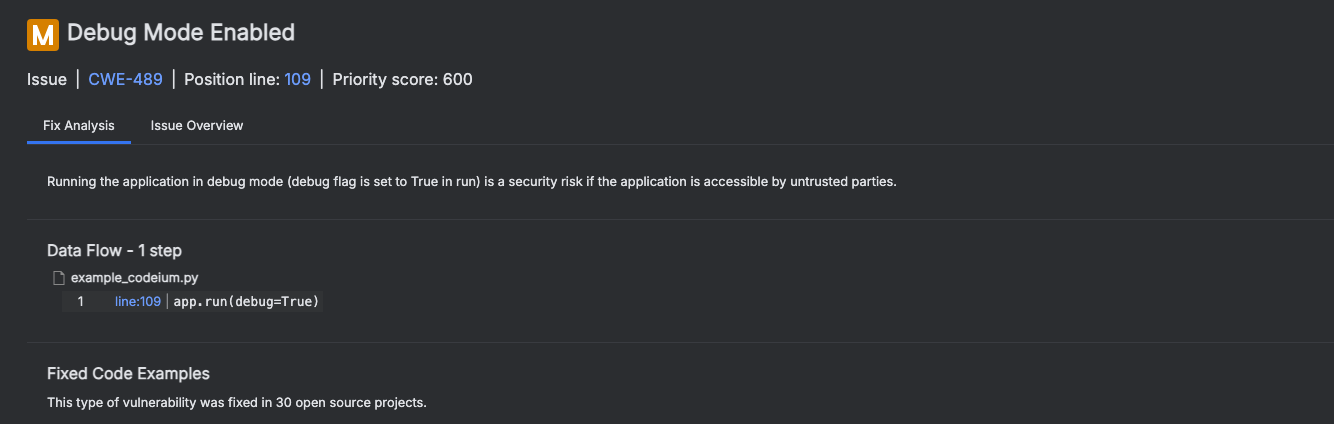 M Debug Mode Enabled
Issue | CWE-489 | Position line: 109 | Priority score: 600
Fix Analysis Issue Overview
Running the application in debug mode (debug flag is set to True in run) is a security risk if the application is accessible by untrusted parties.
Data Flow - 1 step
example_codeium.py
1 line:109 | app.run(debug=True)
Fixed Code Examples
This type of vulnerability was fixed in 30 open source projects.